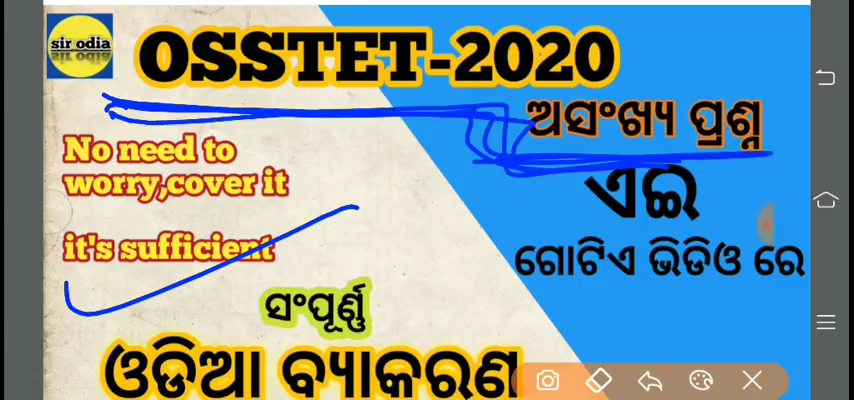 sir odia
OSSTET-2020
ଅସଂଖ୍ୟ ପ୍ରଶ୍ନ
No need to
worry,cover it
ଏଇ
it's sufficient
ଗୋଟିଏ ଭିଡିଓ ରେ
ସଂପୂର୍ଣ୍ଣ
ଓଡିଆ ବ୍ୟାକରଣ